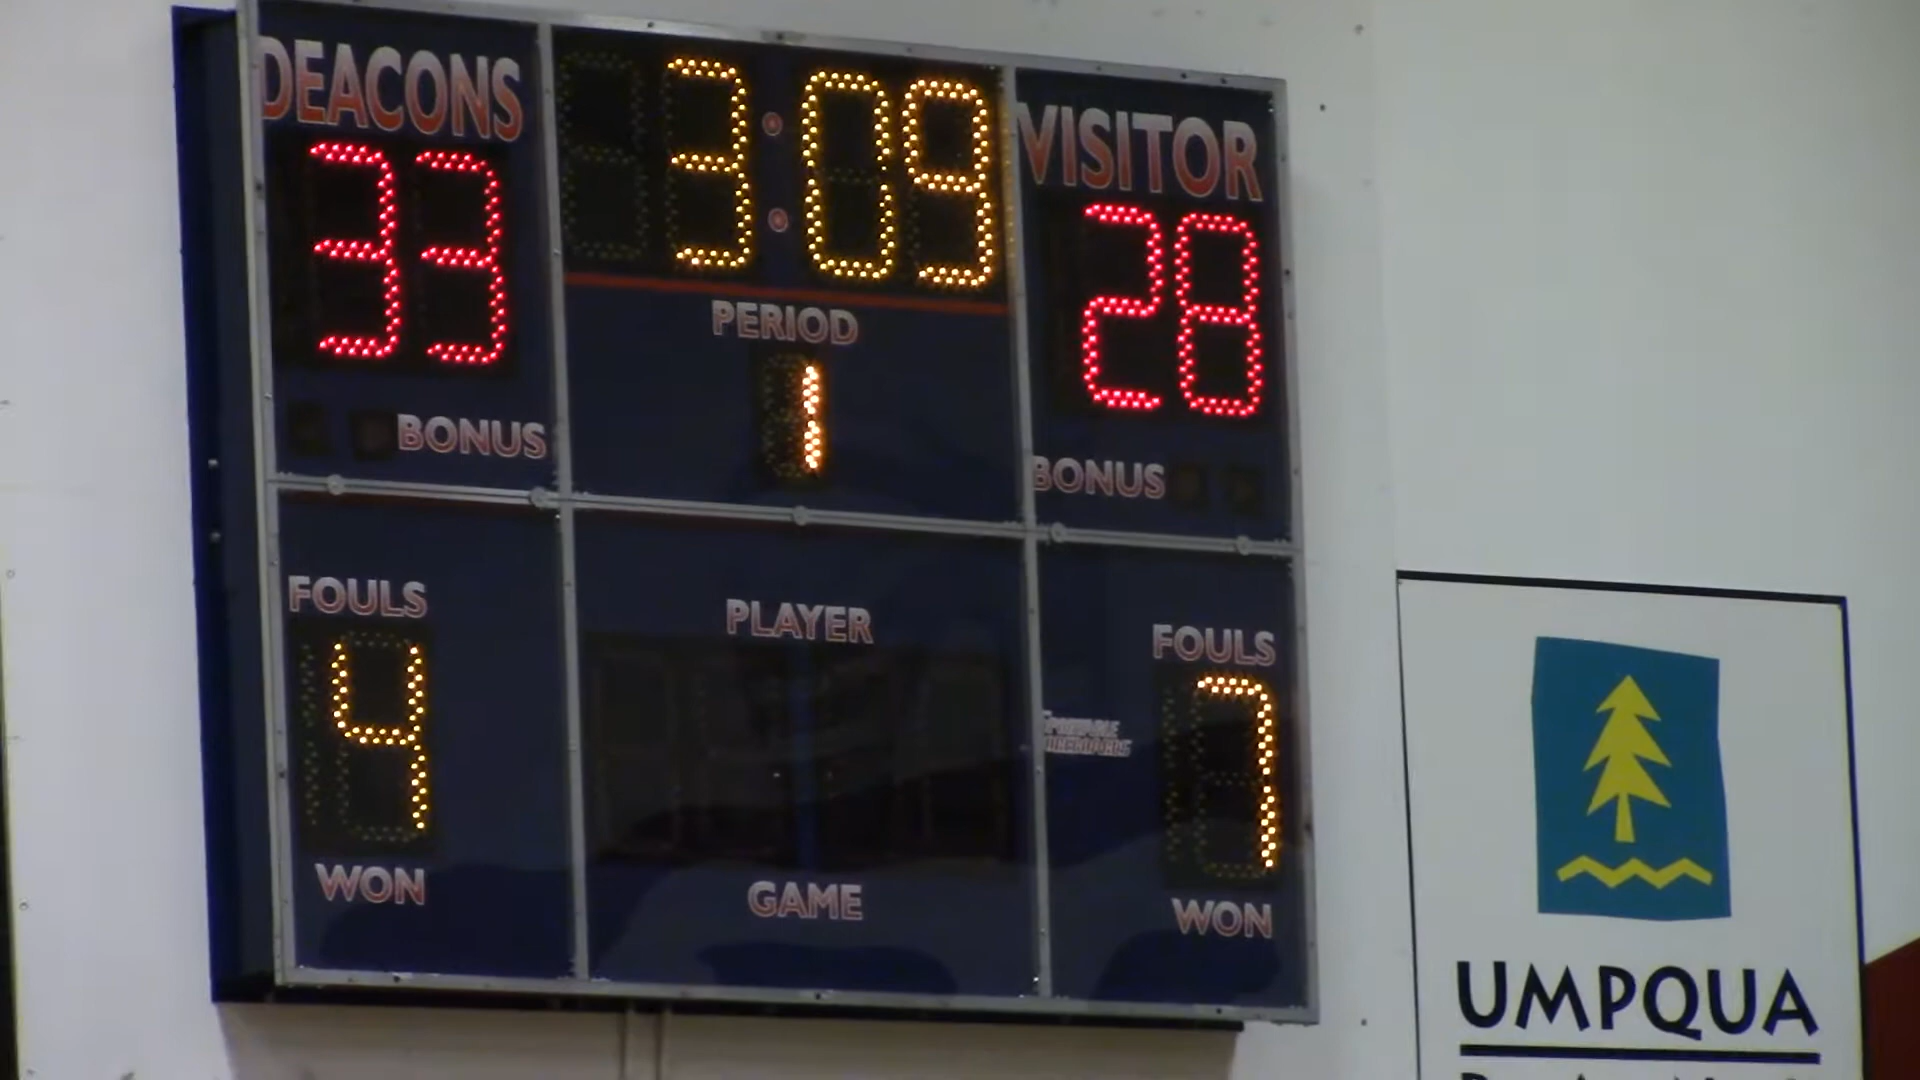 DEACONS
3:09
VISITOR
33
28
PERIOD
1
BONUS
BONUS
FOULS
PLAYER
FOULS
4
7
WON
GAME
WON
UMPQUA